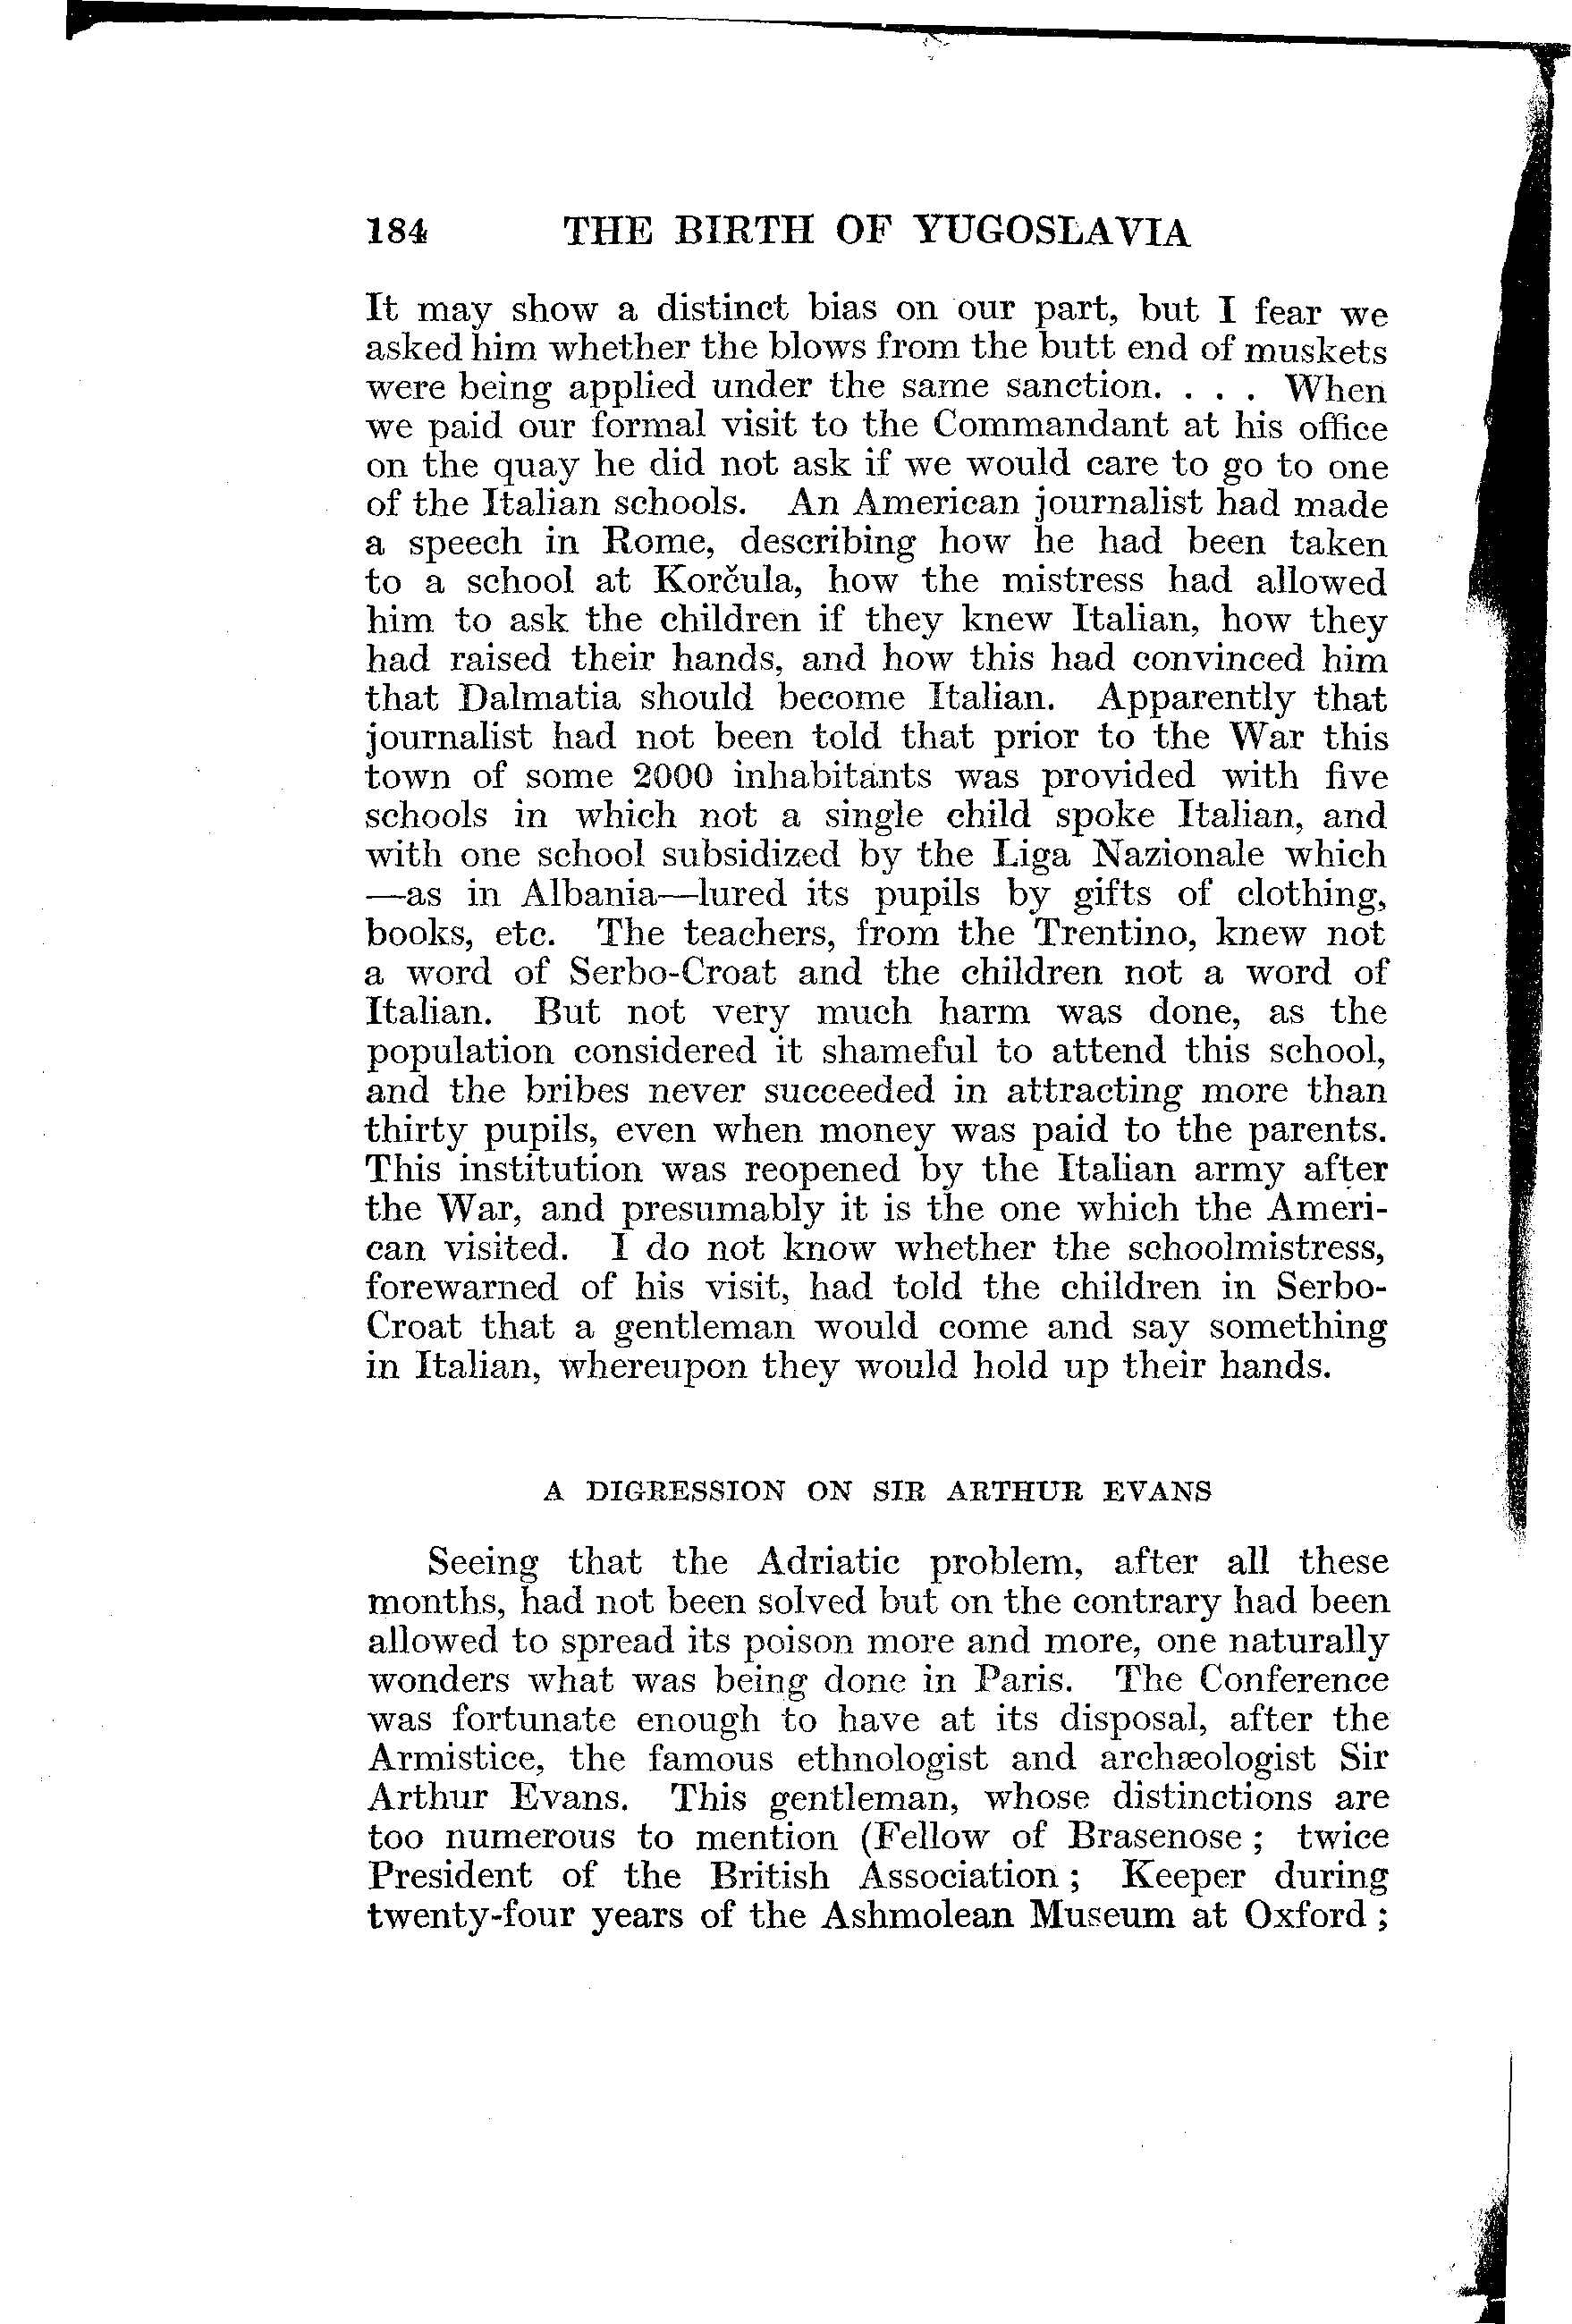 184 THE BIRTH OF YUGOSLAVIA
It may show a distinct bias on our part, but I fear we
asked him whether the blows from the butt end of muskets
were being applied under the same sanction. . . . When
we paid our formal visit to the Commandant at his office
on the quay he did not ask if we would care to go to one
of the Italian schools. An American journalist had made
a speech in Rome, describing how he had been taken
to a school at Korčula, how the mistress had allowed
him to ask the children if they knew Italian, how they
had raised their hands, and how this had convinced him
that Dalmatia should become Italian. Apparently that
journalist had not been told that prior to the War this
town of some 2000 inhabitants was provided with five
schools in which not a single child spoke Italian, and
with one school subsidized by the Liga Nazionale which
—as in Albania—lured its pupils by gifts of clothing,
books, etc. The teachers, from the Trentino, knew not
a word of Serbo-Croat and the children not a word of
Italian. But not very much harm was done, as the
population considered it shameful to attend this school,
and the bribes never succeeded in attracting more than
thirty pupils, even when money was paid to the parents.
This institution was reopened by the Italian army after
the War, and presumably it is the one which the Ameri-
can visited. I do not know whether the schoolmistress,
forewarned of his visit, had told the children in Serbo-
Croat that a gentleman would come and say something
in Italian, whereupon they would hold up their hands.
A DIGRESSION ON SIR ARTHUR EVANS
Seeing that the Adriatic problem, after all these
months, had not been solved but on the contrary had been
allowed to spread its poison more and more, one naturally
wonders what was being done in Paris. The Conference
was fortunate enough to have at its disposal, after the
Armistice, the famous ethnologist and archæologist Sir
Arthur Evans. This gentleman, whose distinctions are
too numerous to mention (Fellow of Brasenose ; twice
President of the British Association ; Keeper during
twenty-four years of the Ashmolean Museum at Oxford ;